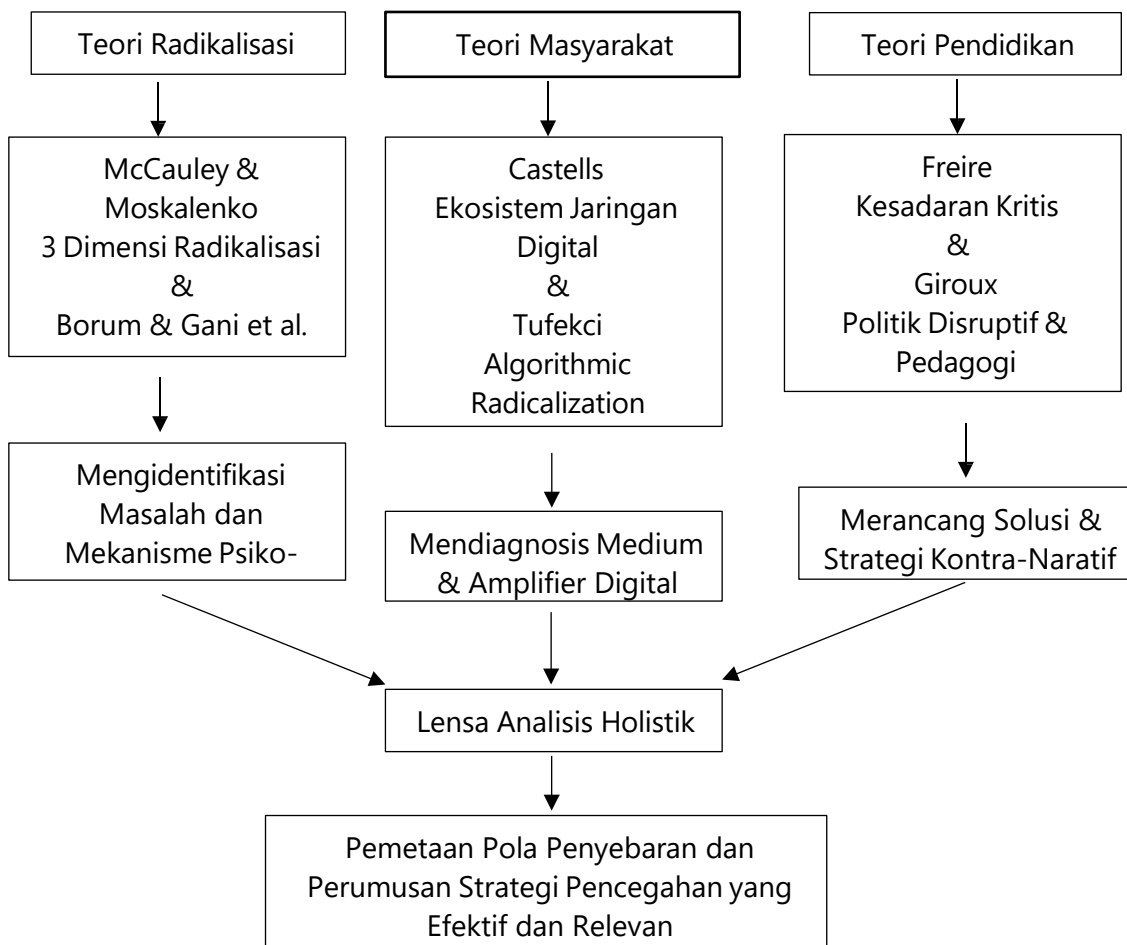 Teori Radikalisasi
Teori Masyarakat
Teori Pendidikan
McCauley &
Moskalenko
3 Dimensi Radikalisasi
&
Borum & Gani et al.
Castells
Ekosistem Jaringan
Digital
&
Tufekci
Algorithmic
Radicalization
Freire
Kesadaran Kritis
&
Giroux
Politik Disruptif &
Pedagogi
Mengidentifikasi
Masalah dan
Mekanisme Psiko-
Mendiagnosis Medium
& Amplifier Digital
Merancang Solusi &
Strategi Kontra-Naratif
Lensa Analisis Holistik
Pemetaan Pola Penyebaran dan
Perumusan Strategi Pencegahan yang
Efektif dan Relevan